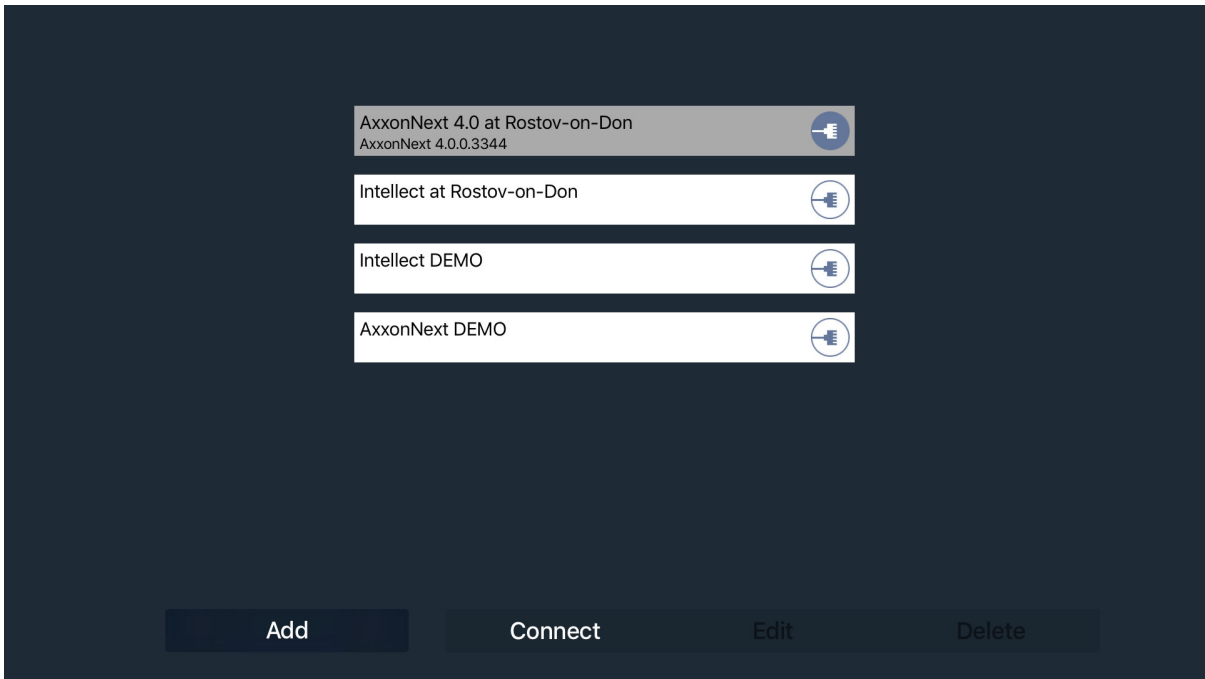 AxxonNext 4.0 at Rostov-on-Don
AxxonNext 4.0.0.3344
Intellect at Rostov-on-Don
Intellect DEMO
AxxonNext DEMO
Add
Connect
Edit
Delete